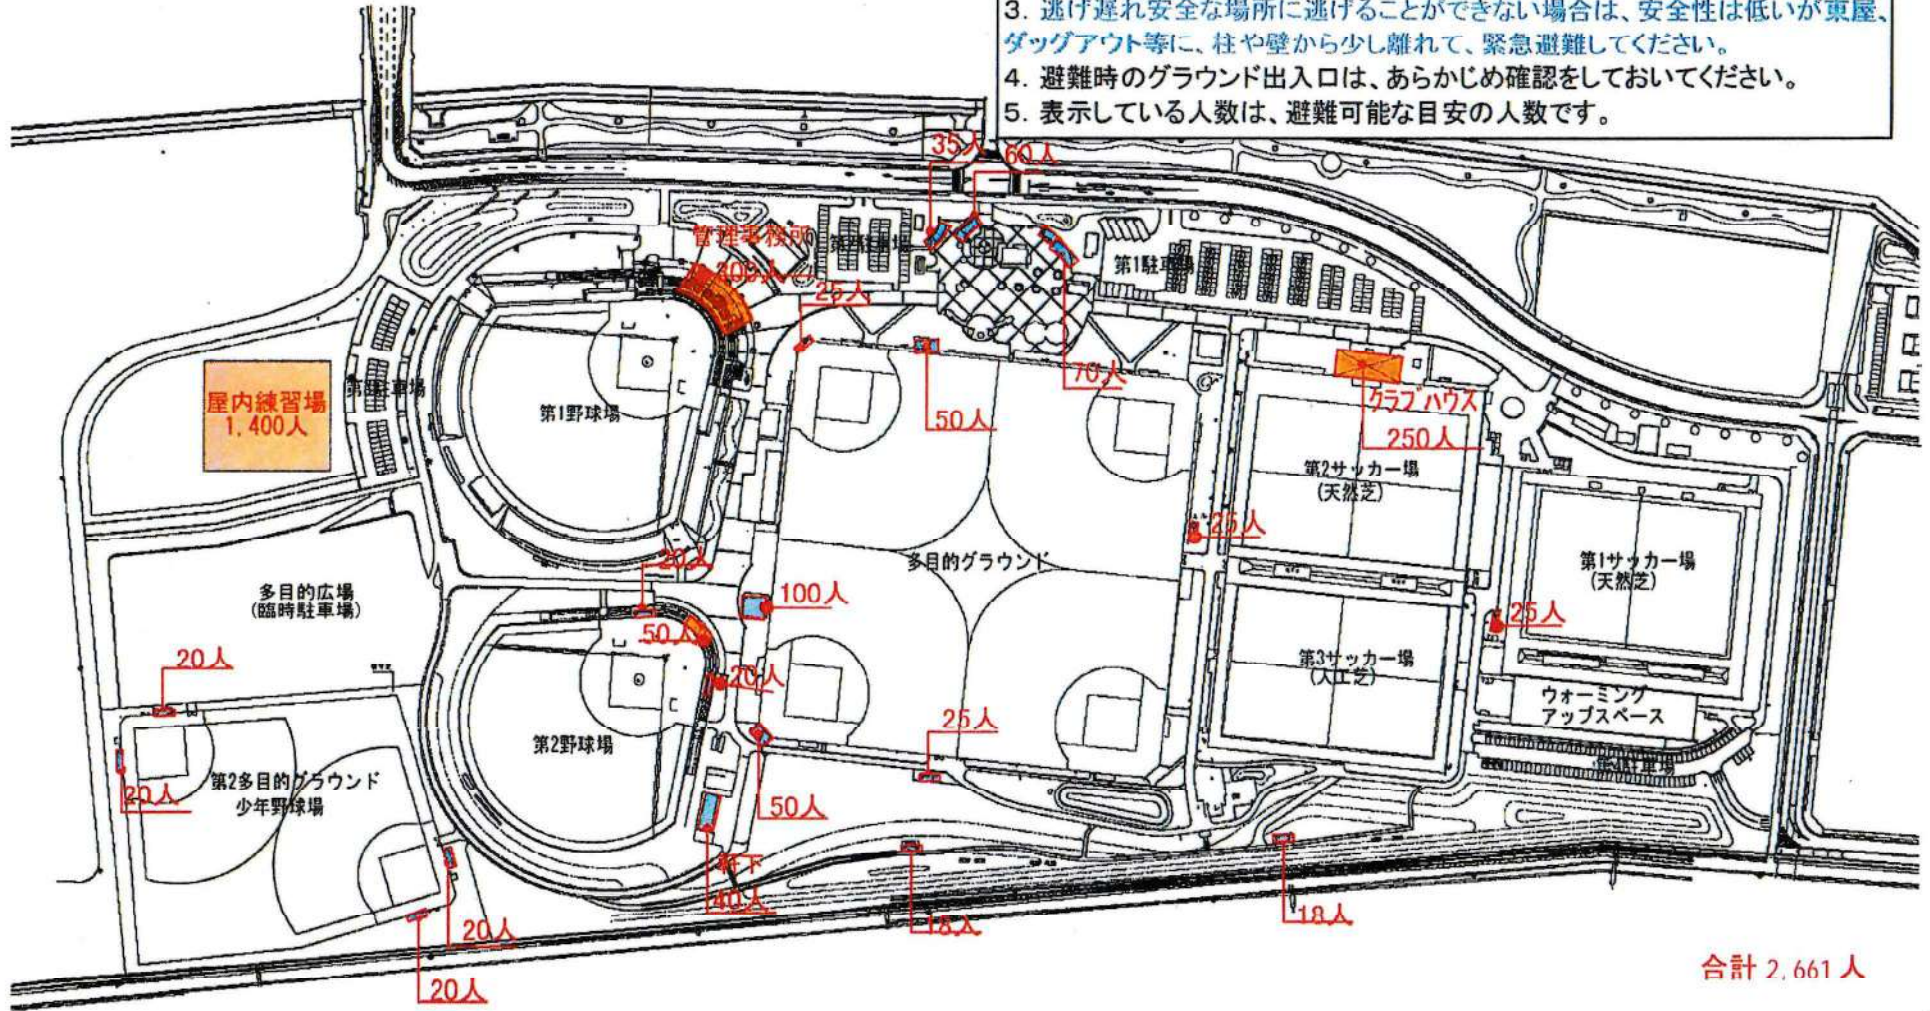 3. 逃げ遅れ安全な場所に逃げることができない場合は、安全性は低いが東屋、
ダッグアウト等に、柱や壁から少し離れて、緊急避難してください。
4. 避難時のグラウンド出入口は、あらかじめ確認をしておいてください。
5. 表示している人数は、避難可能な目安の人数です。
35人
60人
管理事務所
第1駐車場
25人
70人
50人
屋内練習場
1,400人
第1野球場
クラブハウス
250人
第2サッカー場
(天然芝)
25人
多目的グラウンド
第1サッカー場
(天然芝)
20人
多目的広場
(臨時駐車場)
100人
50人
25人
20人
20人
第3サッカー場
(人工芝)
ウォーミング
アップスペース
25人
第2野球場
第2多目的グラウンド
少年野球場
20人
50人
軒下
40人
18人
18人
20人
20人
合計 2,661人